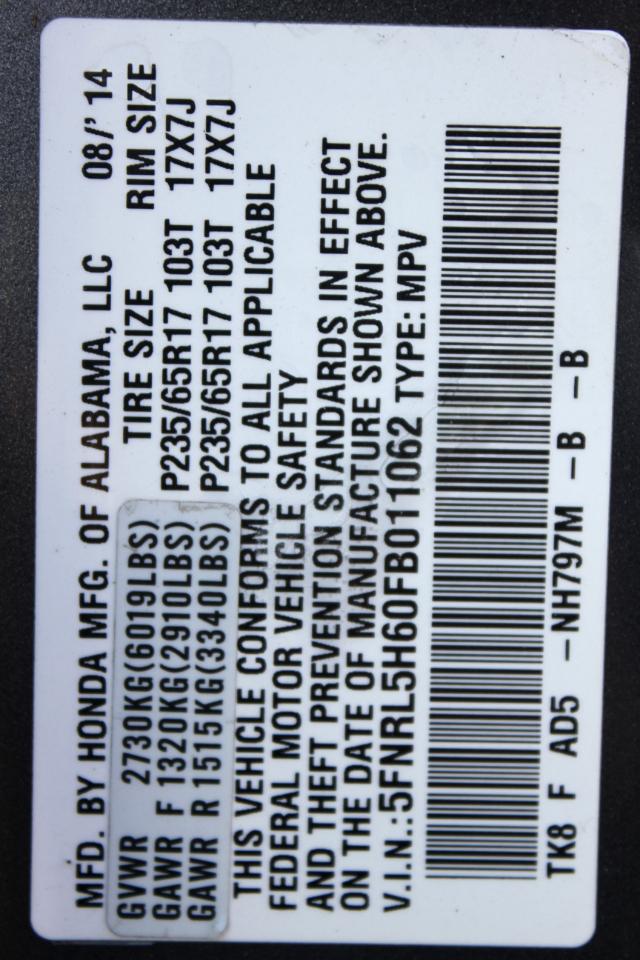 MFD. BY HONDA MFG. OF ALABAMA, LLC 08/' 14
GVWR 2730KG(6019LBS) TIRE SIZE RIM SIZE
GAWR F 1320KG(2910LBS) P235/65R17 103T 17X7J
GAWR R 1515KG(3340LBS) P235/65R17 103T 17X7J
THIS VEHICLE CONFORMS TO ALL APPLICABLE
FEDERAL MOTOR VEHICLE SAFETY
AND THEFT PREVENTION STANDARDS IN EFFECT
ON THE DATE OF MANUFACTURE SHOWN ABOVE.
V.I.N.:5FNRL5H60FB011062 TYPE: MPV
TK8 F AD5 –NH797M –B –B